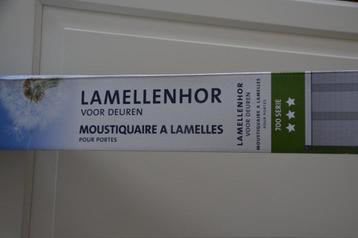 LAMELLENHOR
VOOR DEUREN
MOUSTIQUAIRE A LAMELLES
POUR PORTES
LAMELLENHOR
VOOR DEUREN
MOUSTIQUAIRE A LAMELLES
POUR PORTES
700 SERIE